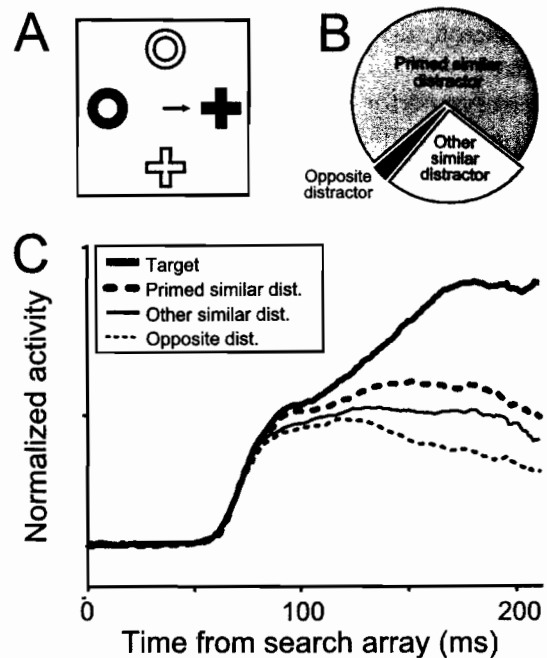 A
B
Primed similar
distractor
Other
similar
distractor
Opposite
distractor
C
Target
Primed similar dist.
Other similar dist.
Opposite dist.
Normalized activity
0
100
200
Time from search array (ms)